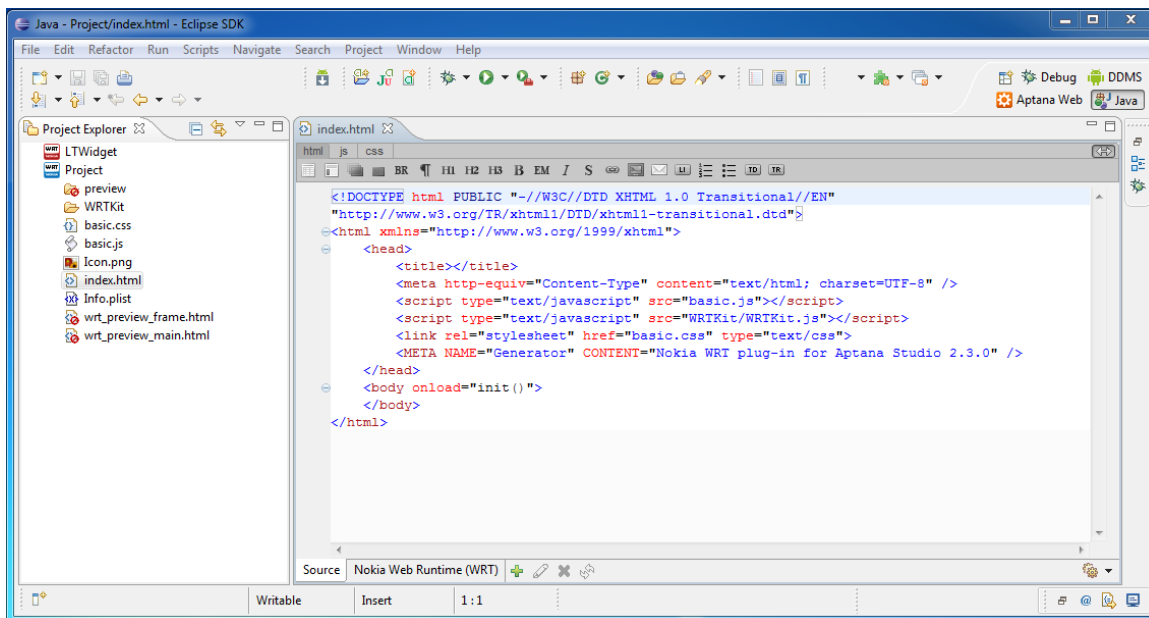 Java - Project/index.html - Eclipse SDK
File Edit Refactor Run Scripts Navigate Search Project Window Help
Debug DDMS
Aptana Web Java
Project Explorer
LTWidget
Project
preview
WRTKit
basic.css
basic.js
Icon.png
index.html
Info.plist
wrt_preview_frame.html
wrt_preview_main.html
index.html
html js css
BR ¶ H1 H2 H3 B EM I S LI TD TR
<!DOCTYPE html PUBLIC "-//W3C//DTD XHTML 1.0 Transitional//EN"
"http://www.w3.org/TR/xhtml1/DTD/xhtml1-transitional.dtd">
<html xmlns="http://www.w3.org/1999/xhtml">
<head>
<title></title>
<meta http-equiv="Content-Type" content="text/html; charset=UTF-8" />
<script type="text/javascript" src="basic.js"></script>
<script type="text/javascript" src="WRTKit/WRTKit.js"></script>
<link rel="stylesheet" href="basic.css" type="text/css">
<META NAME="Generator" CONTENT="Nokia WRT plug-in for Aptana Studio 2.3.0" />
</head>
<body onload="init()">
</body>
</html>
Source Nokia Web Runtime (WRT)
Writable Insert 1:1